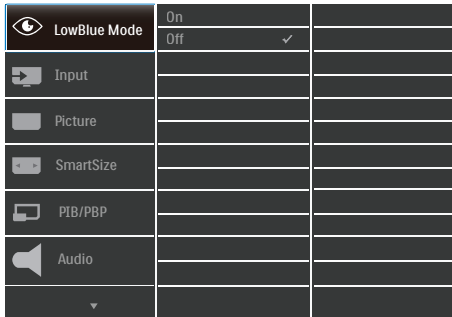 LowBlue Mode
On
Off
Input
Picture
SmartSize
PIB/PBP
Audio